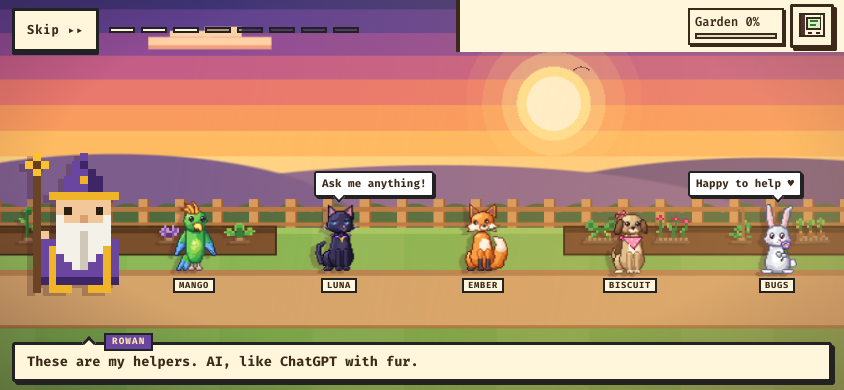 Skip ▸▸
Garden 0%
Ask me anything!
Happy to help ♥
MANGO
LUNA
EMBER
BISCUIT
BUGS
ROWAN
These are my helpers. AI, like ChatGPT with fur.